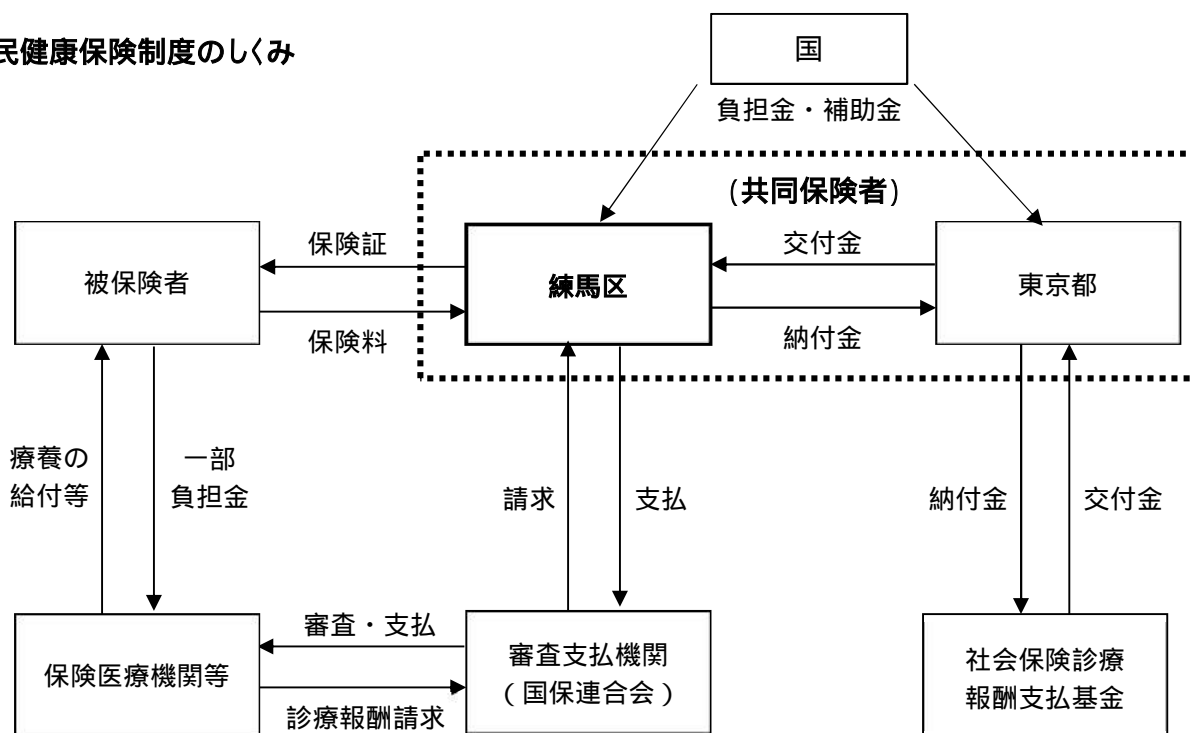 民健康保険制度のしくみ
国
負担金・補助金
(共同保険者)
被保険者
保険証
保険料
練馬区
交付金
納付金
東京都
療養の
給付等
一部
負担金
請求
支払
納付金
交付金
保険医療機関等
審査・支払
診療報酬請求
審査支払機関
(国保連合会)
社会保険診療
報酬支払基金